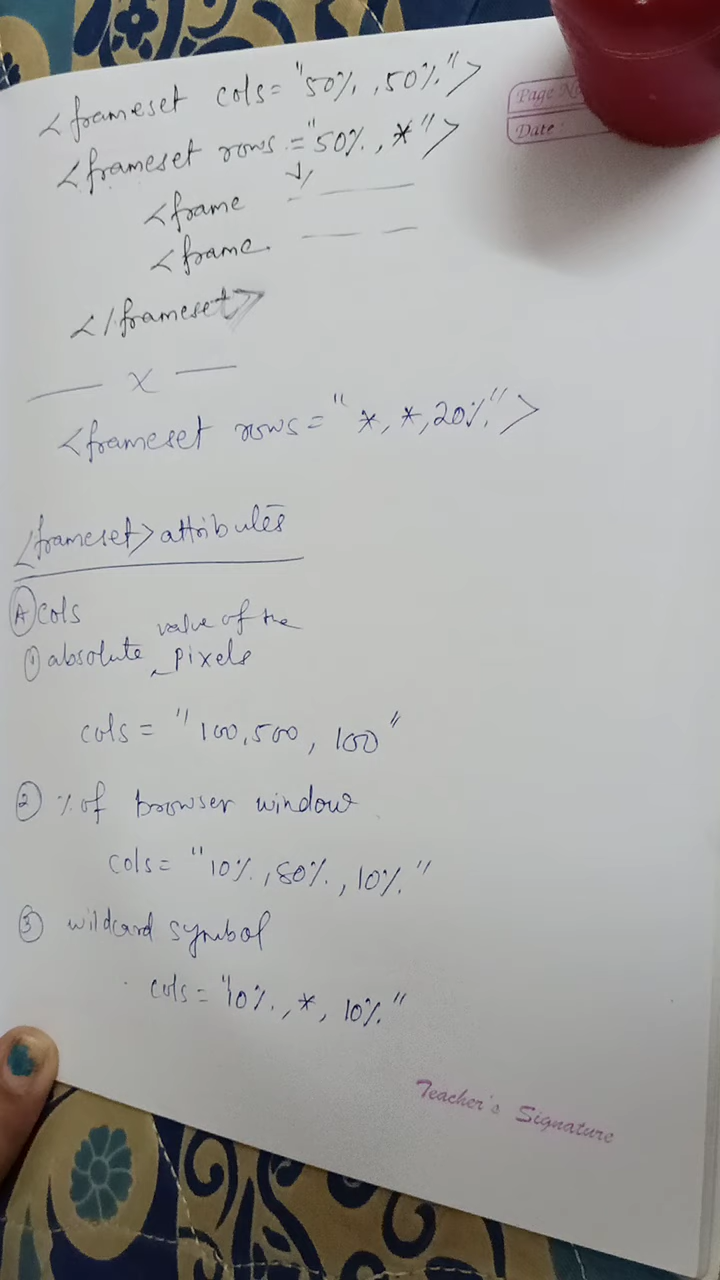 <frameset cols="50%,50%">
Page No
Date
<frameset rows="50%,*">
<frame
<frame
</frameset>
x
<frameset rows="*,*,20%">
<frameset> attributes
A cols
value of the
1 absolute pixels
cols = "100,500, 100"
2 % of browser window
cols = "10%,80%,10%."
3 wildcard symbol
cols = "10%,*, 10%."
Teacher's Signature